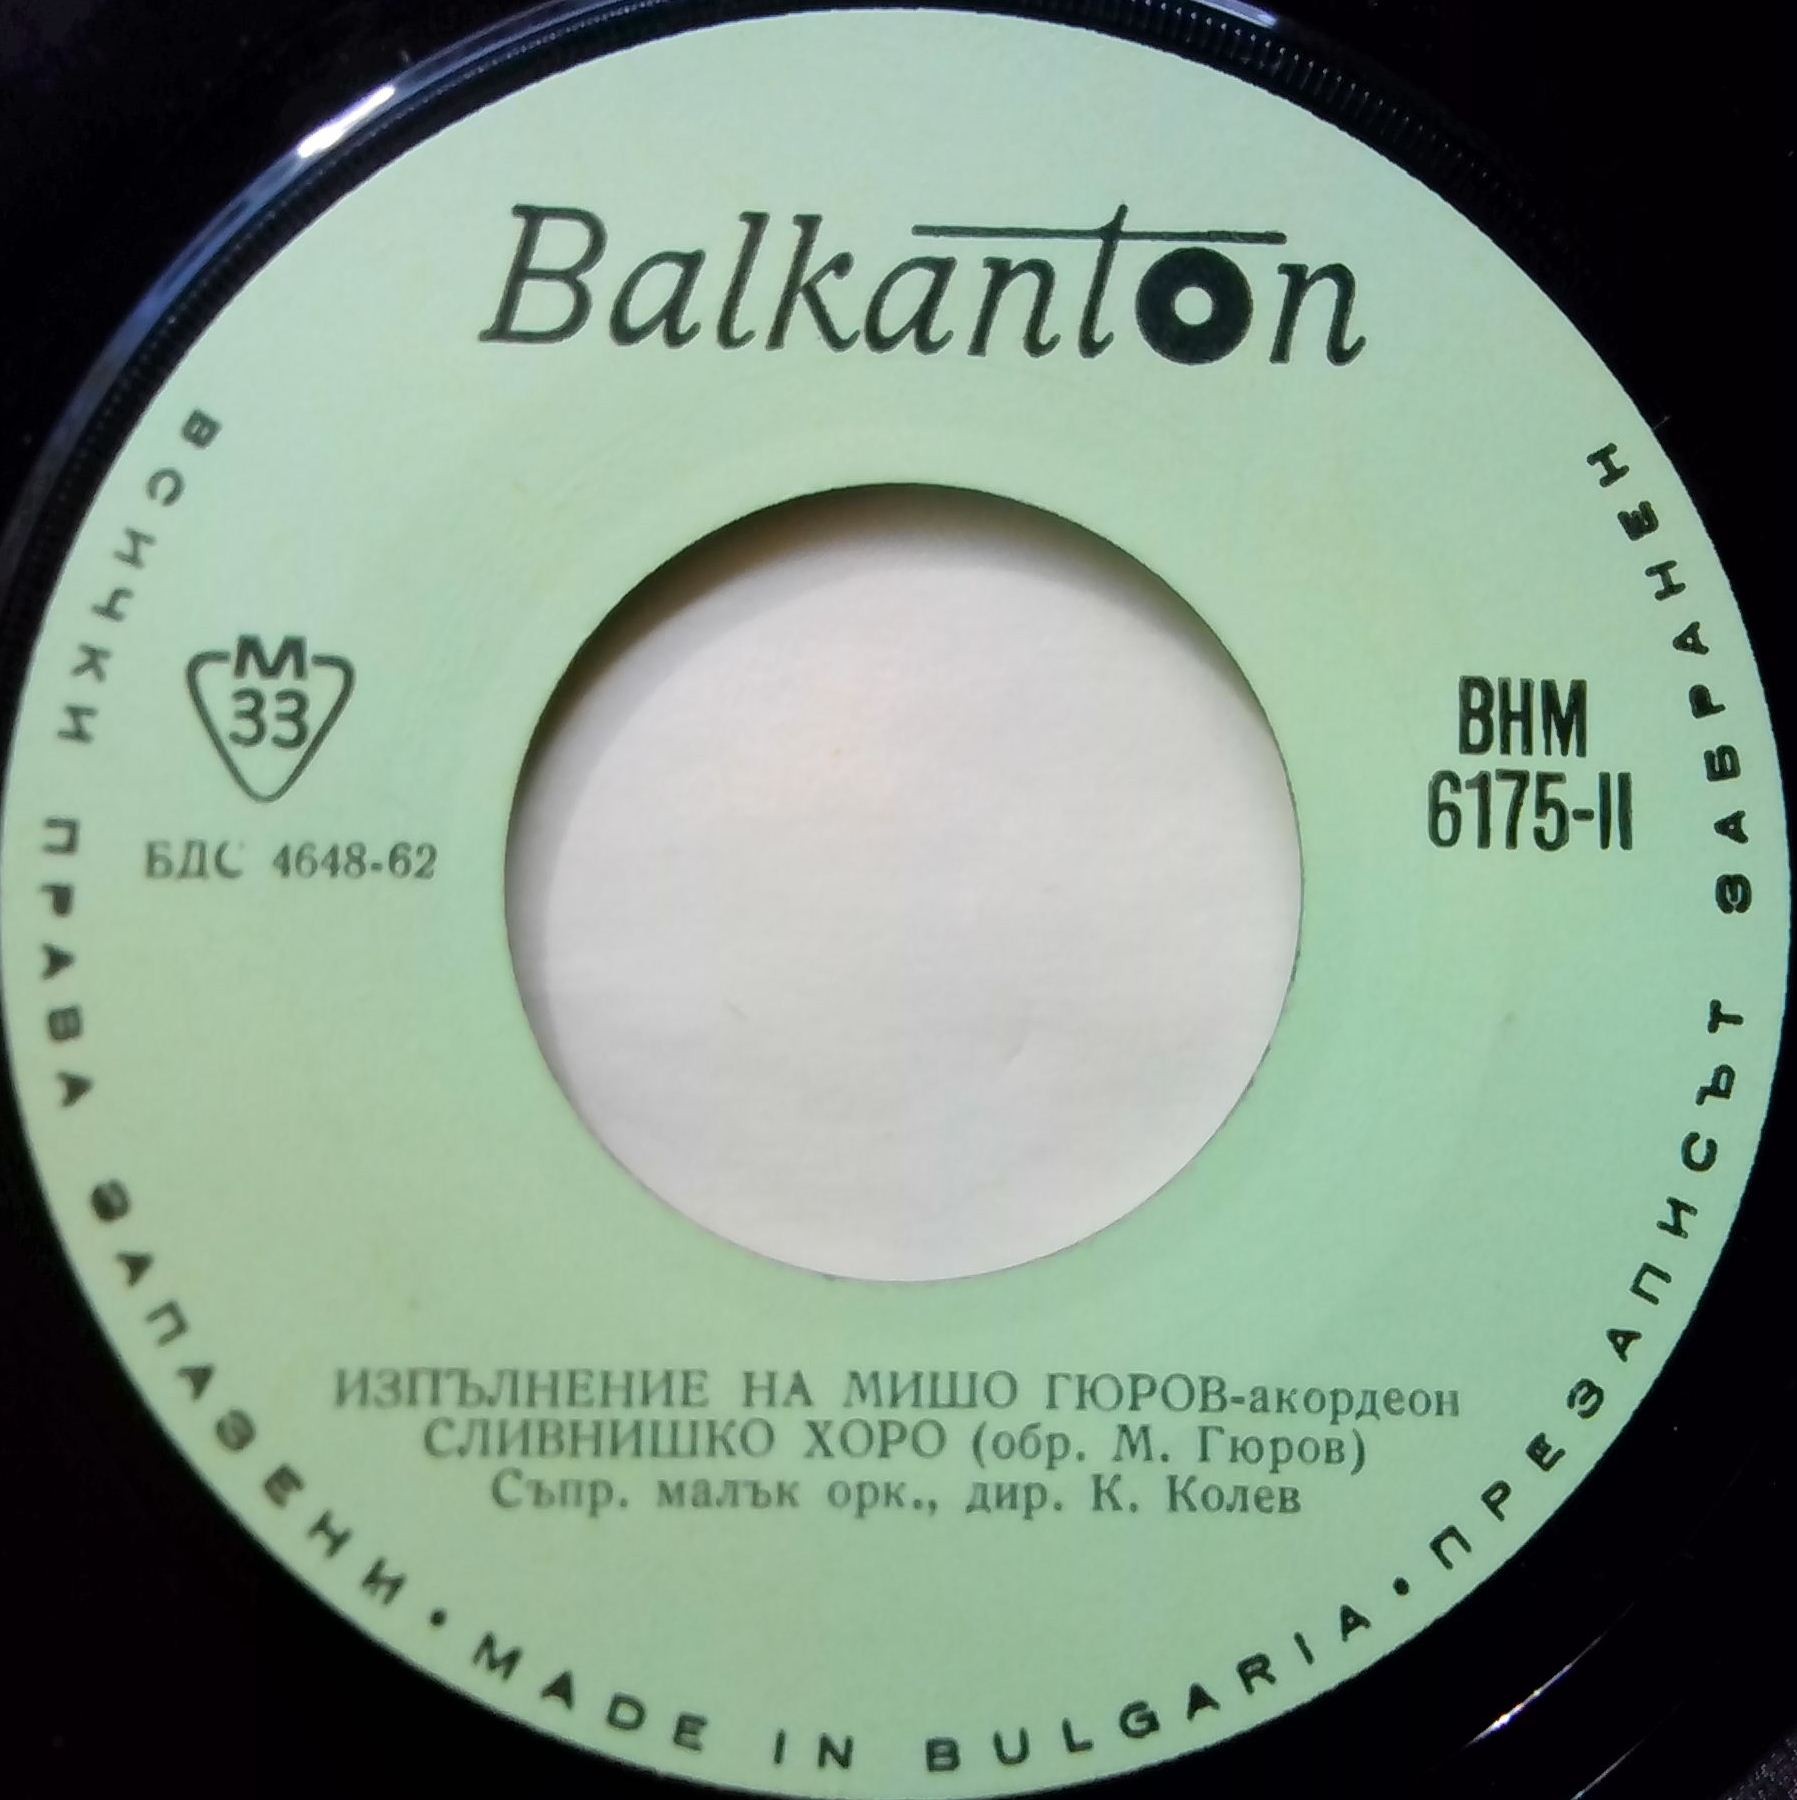 Balkanton
М
33
БДС 4648-62
ВНМ
6175-II
ИЗПЪЛНЕНИЕ НА МИШО ГЮРОВ-акордеон
СЛИВНИШКО ХОРО (обр. М. Гюров)
Съпр. малък орк., дир. К. Колев
ВСИЧКИ ПРАВА ЗАПАЗЕНИ • MADE IN BULGARIA • ПРЕЗАПИСЪТ ЗАБРАНЕН